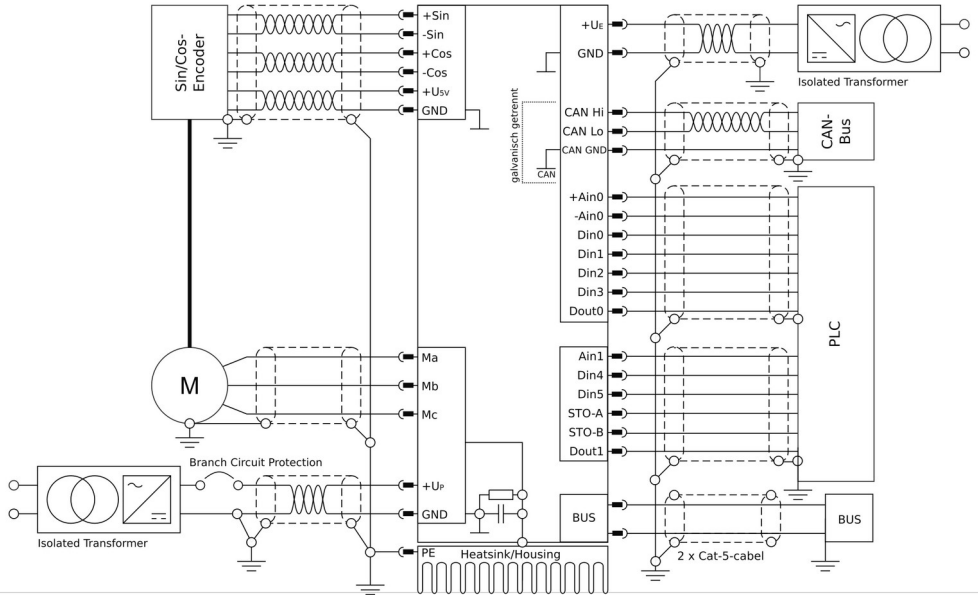 Sin/Cos-
Encoder
+Sin
-Sin
+Cos
-Cos
+Usv
GND
+UE
GND
Isolated Transformer
galvanisch getrennt
CAN Hi
CAN Lo
CAN GND
CAN
CAN-
Bus
+Ain0
-Ain0
Din0
Din1
Din2
Din3
Dout0
PLC
Ain1
Din4
Din5
STO-A
STO-B
Dout1
M
Ma
Mb
Mc
Branch Circuit Protection
+UP
GND
Isolated Transformer
BUS
BUS
2 x Cat-5-cabel
PE
Heatsink/Housing